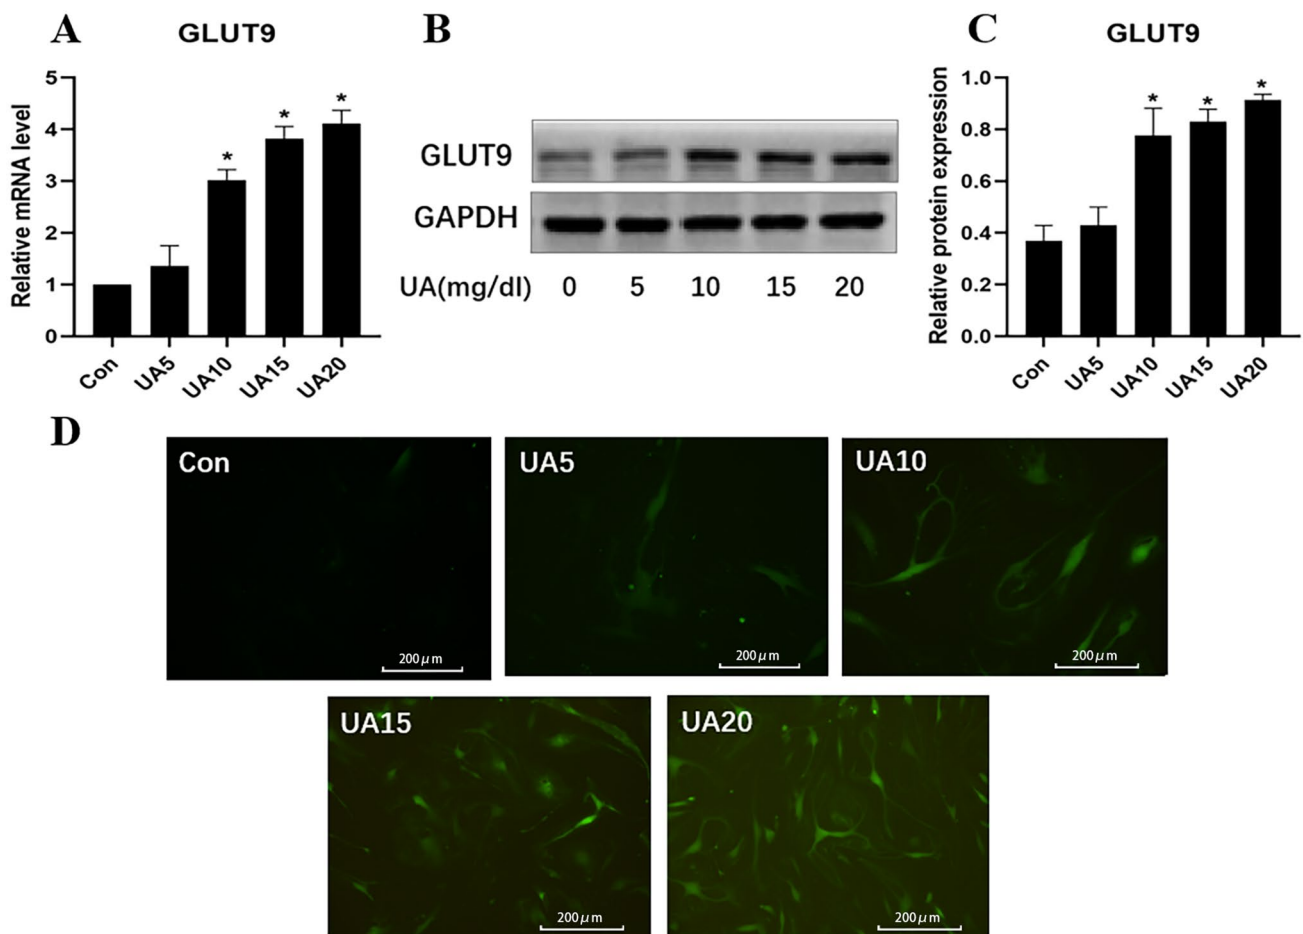 A
GLUT9
Relative mRNA level
5
4
3
2
1
0
*
*
*
Con
UA5
UA10
UA15
UA20
B
GLUT9
GAPDH
UA(mg/dl) 0 5 10 15 20
C
GLUT9
Relative protein expression
1.0
0.8
0.6
0.4
0.2
0.0
*
*
*
Con
UA5
UA10
UA15
UA20
D
Con
200μm
UA5
200μm
UA10
200μm
UA15
200μm
UA20
200μm